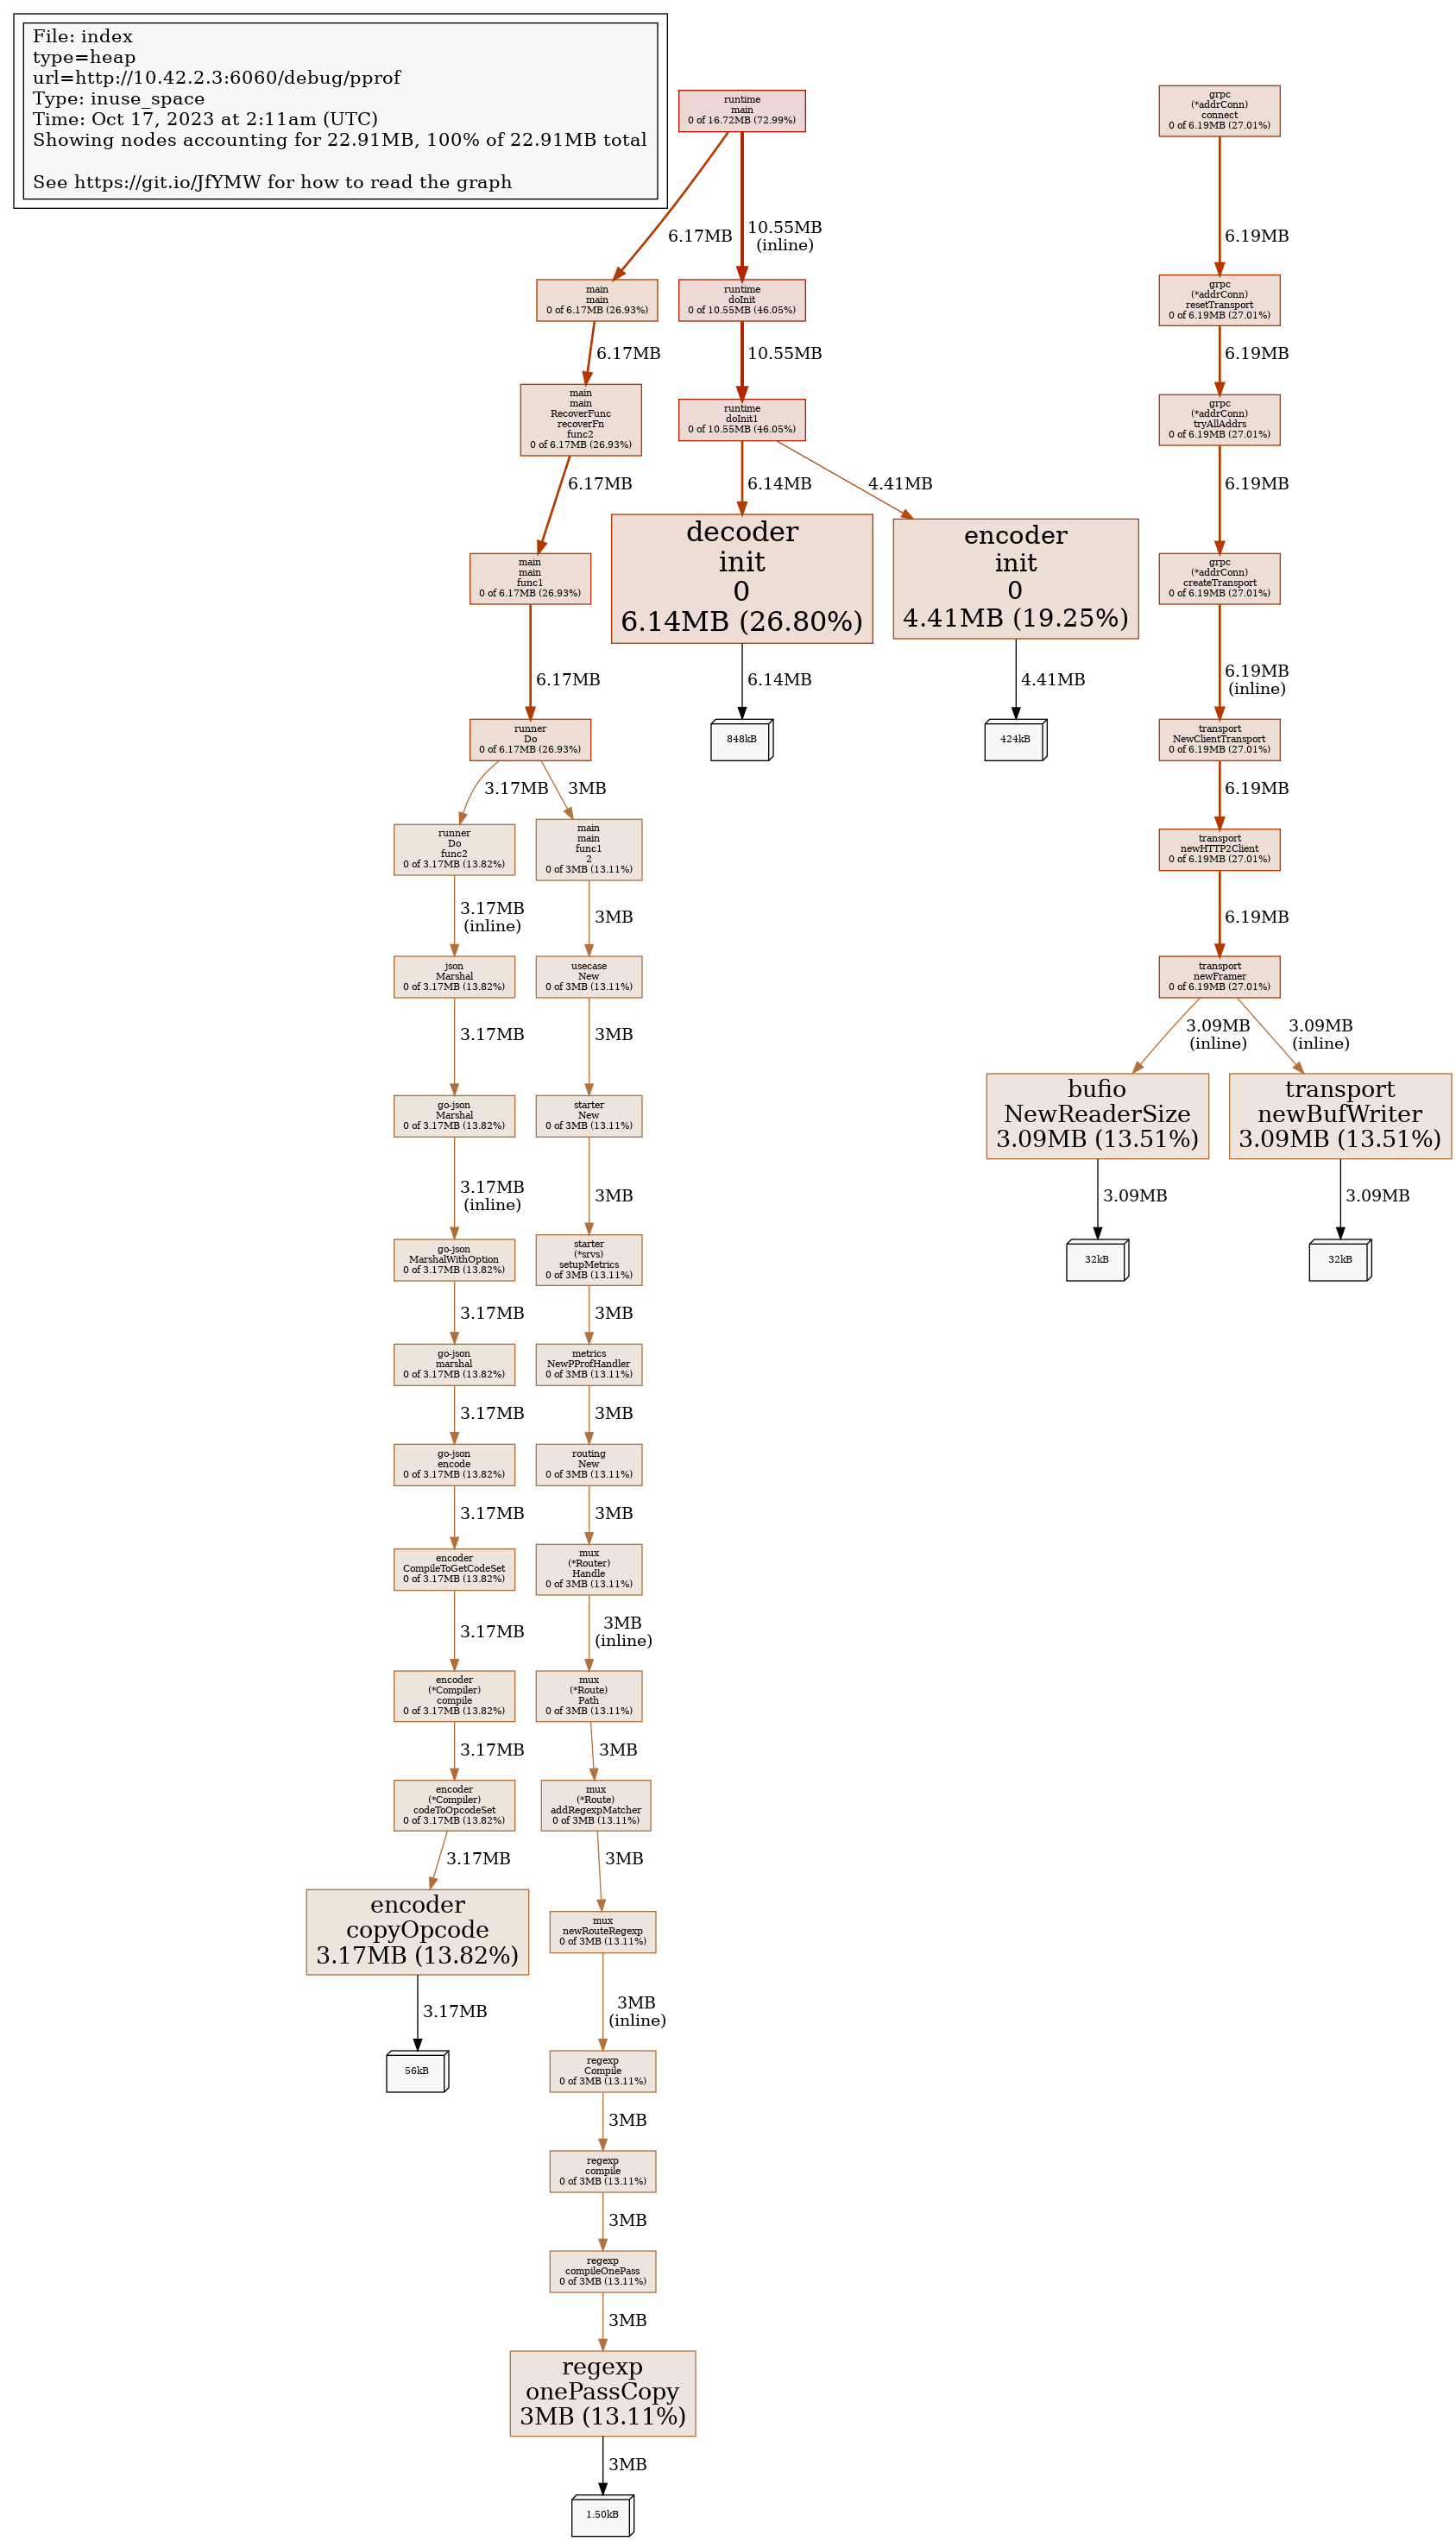 File: index
type=heap
url=http://10.42.2.3:6060/debug/pprof
Type: inuse_space
Time: Oct 17, 2023 at 2:11am (UTC)
Showing nodes accounting for 22.91MB, 100% of 22.91MB total
See https://git.io/JfYMW for how to read the graph
runtime
main
0 of 16.72MB (72.99%)
grpc
(*addrConn)
connect
0 of 6.19MB (27.01%)
6.17MB
10.55MB
(inline)
6.19MB
main
main
0 of 6.17MB (26.93%)
runtime
doInit
0 of 10.55MB (46.05%)
grpc
(*addrConn)
resetTransport
0 of 6.19MB (27.01%)
6.17MB
10.55MB
6.19MB
main
main
RecoverFunc
recoverFn
func2
0 of 6.17MB (26.93%)
runtime
doInit1
0 of 10.55MB (46.05%)
grpc
(*addrConn)
tryAllAddrs
0 of 6.19MB (27.01%)
6.17MB
6.14MB
4.41MB
6.19MB
main
main
func1
0 of 6.17MB (26.93%)
decoder
init
0
6.14MB (26.80%)
encoder
init
0
4.41MB (19.25%)
grpc
(*addrConn)
createTransport
0 of 6.19MB (27.01%)
6.17MB
6.14MB
4.41MB
6.19MB
(inline)
runner
Do
0 of 6.17MB (26.93%)
848kB
424kB
transport
NewClientTransport
0 of 6.19MB (27.01%)
3.17MB
3MB
6.19MB
runner
Do
func2
0 of 3.17MB (13.82%)
main
main
func1
2
0 of 3MB (13.11%)
transport
newHTTP2Client
0 of 6.19MB (27.01%)
3.17MB
(inline)
3MB
6.19MB
json
Marshal
0 of 3.17MB (13.82%)
usecase
New
0 of 3MB (13.11%)
transport
newFramer
0 of 6.19MB (27.01%)
3.17MB
3MB
3.09MB
(inline)
3.09MB
(inline)
go-json
Marshal
0 of 3.17MB (13.82%)
starter
New
0 of 3MB (13.11%)
bufio
NewReaderSize
3.09MB (13.51%)
transport
newBufWriter
3.09MB (13.51%)
3.17MB
(inline)
3MB
3.09MB
3.09MB
go-json
MarshalWithOption
0 of 3.17MB (13.82%)
starter
(*srvs)
setupMetrics
0 of 3MB (13.11%)
32kB
32kB
3.17MB
3MB
go-json
marshal
0 of 3.17MB (13.82%)
metrics
NewPProfHandler
0 of 3MB (13.11%)
3.17MB
3MB
go-json
encode
0 of 3.17MB (13.82%)
routing
New
0 of 3MB (13.11%)
3.17MB
3MB
encoder
CompileToGetCodeSet
0 of 3.17MB (13.82%)
mux
(*Router)
Handle
0 of 3MB (13.11%)
3.17MB
3MB
(inline)
encoder
(*Compiler)
compile
0 of 3.17MB (13.82%)
mux
(*Route)
Path
0 of 3MB (13.11%)
3.17MB
3MB
encoder
(*Compiler)
codeToOpcodeSet
0 of 3.17MB (13.82%)
mux
(*Route)
addRegexpMatcher
0 of 3MB (13.11%)
3.17MB
3MB
encoder
copyOpcode
3.17MB (13.82%)
mux
newRouteRegexp
0 of 3MB (13.11%)
3.17MB
3MB
(inline)
56kB
regexp
Compile
0 of 3MB (13.11%)
3MB
regexp
compile
0 of 3MB (13.11%)
3MB
regexp
compileOnePass
0 of 3MB (13.11%)
3MB
regexp
onePassCopy
3MB (13.11%)
3MB
1.50kB